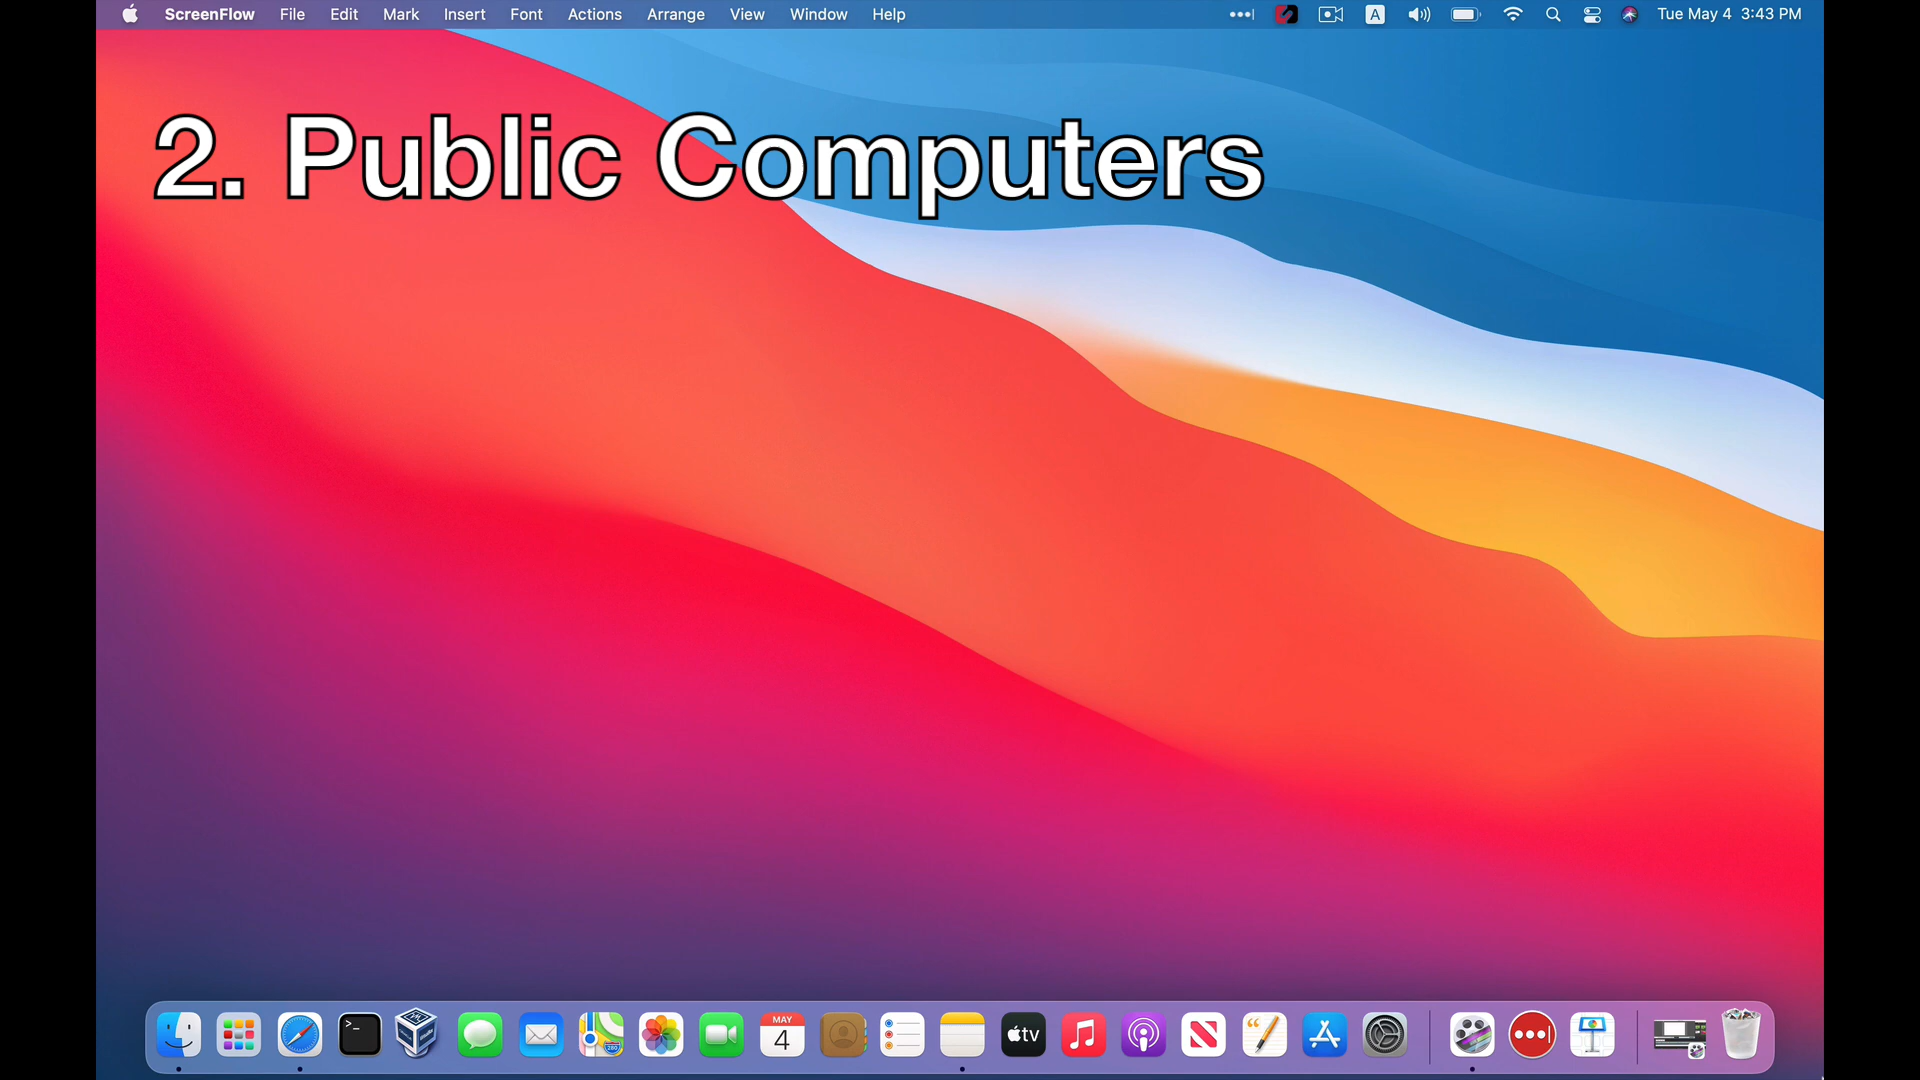 ScreenFlow File Edit Mark Insert Font Actions Arrange View Window Help A Tue May 4 3:43 PM
2. Public Computers
>_
MAY
4
tv
280